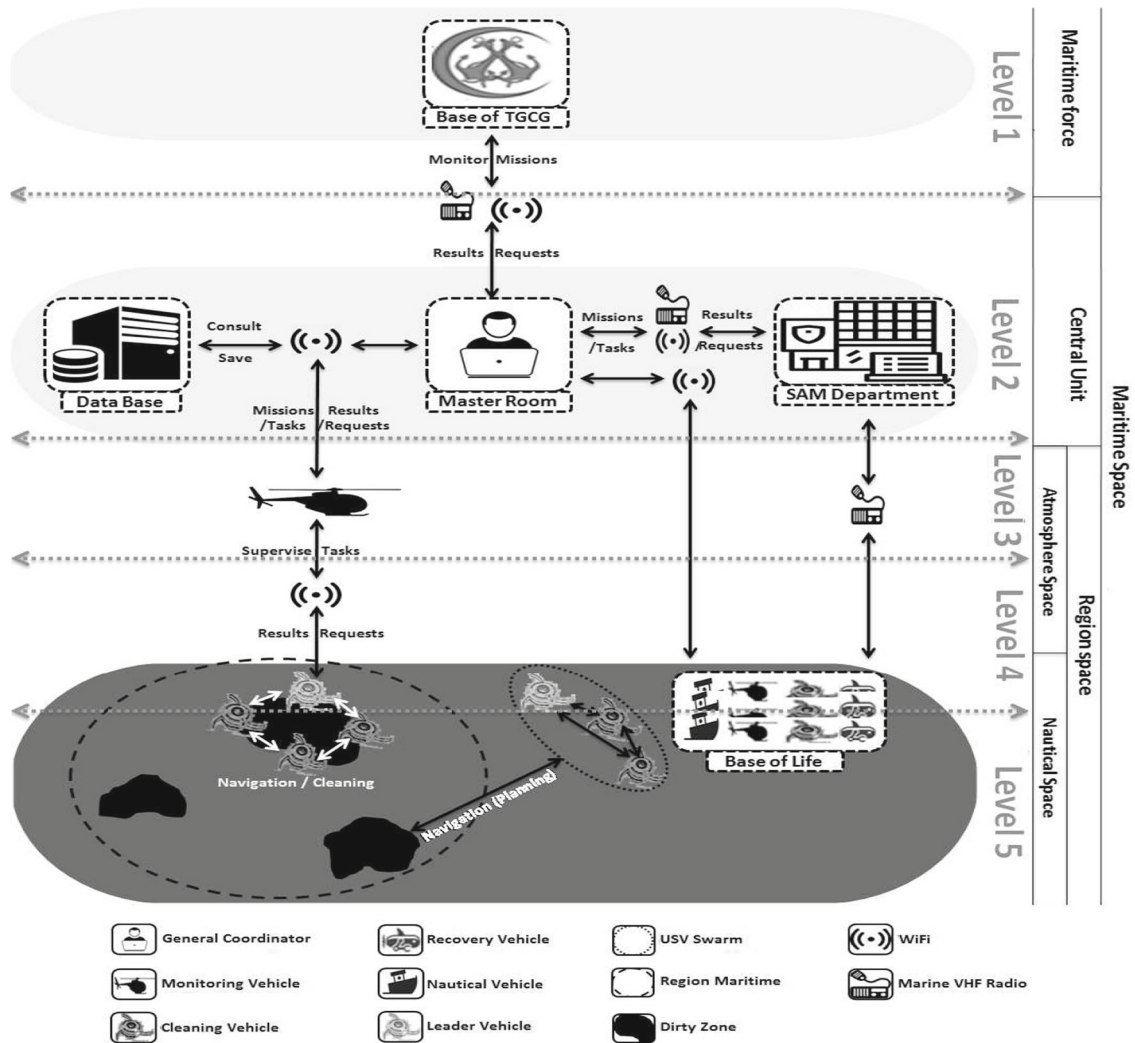 Base of TGCG
Level 1
Maritime force
Monitor Missions
Results Requests
Data Base
Consult
Save
Master Room
Missions
/Tasks
Results
/Requests
SAM Department
Level 2
Central Unit
Maritime Space
Missions
/Tasks
Results
/Requests
Level 3
Atmosphere Space
Supervise Tasks
Level 4
Region space
Results Requests
Navigation / Cleaning
Navigation (Planning)
Base of Life
Level 5
Nautical Space
General Coordinator
Recovery Vehicle
USV Swarm
WiFi
Monitoring Vehicle
Nautical Vehicle
Region Maritime
Marine VHF Radio
Cleaning Vehicle
Leader Vehicle
Dirty Zone